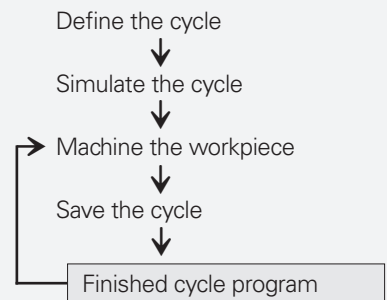 Define the cycle
Simulate the cycle
Machine the workpiece
Save the cycle
Finished cycle program